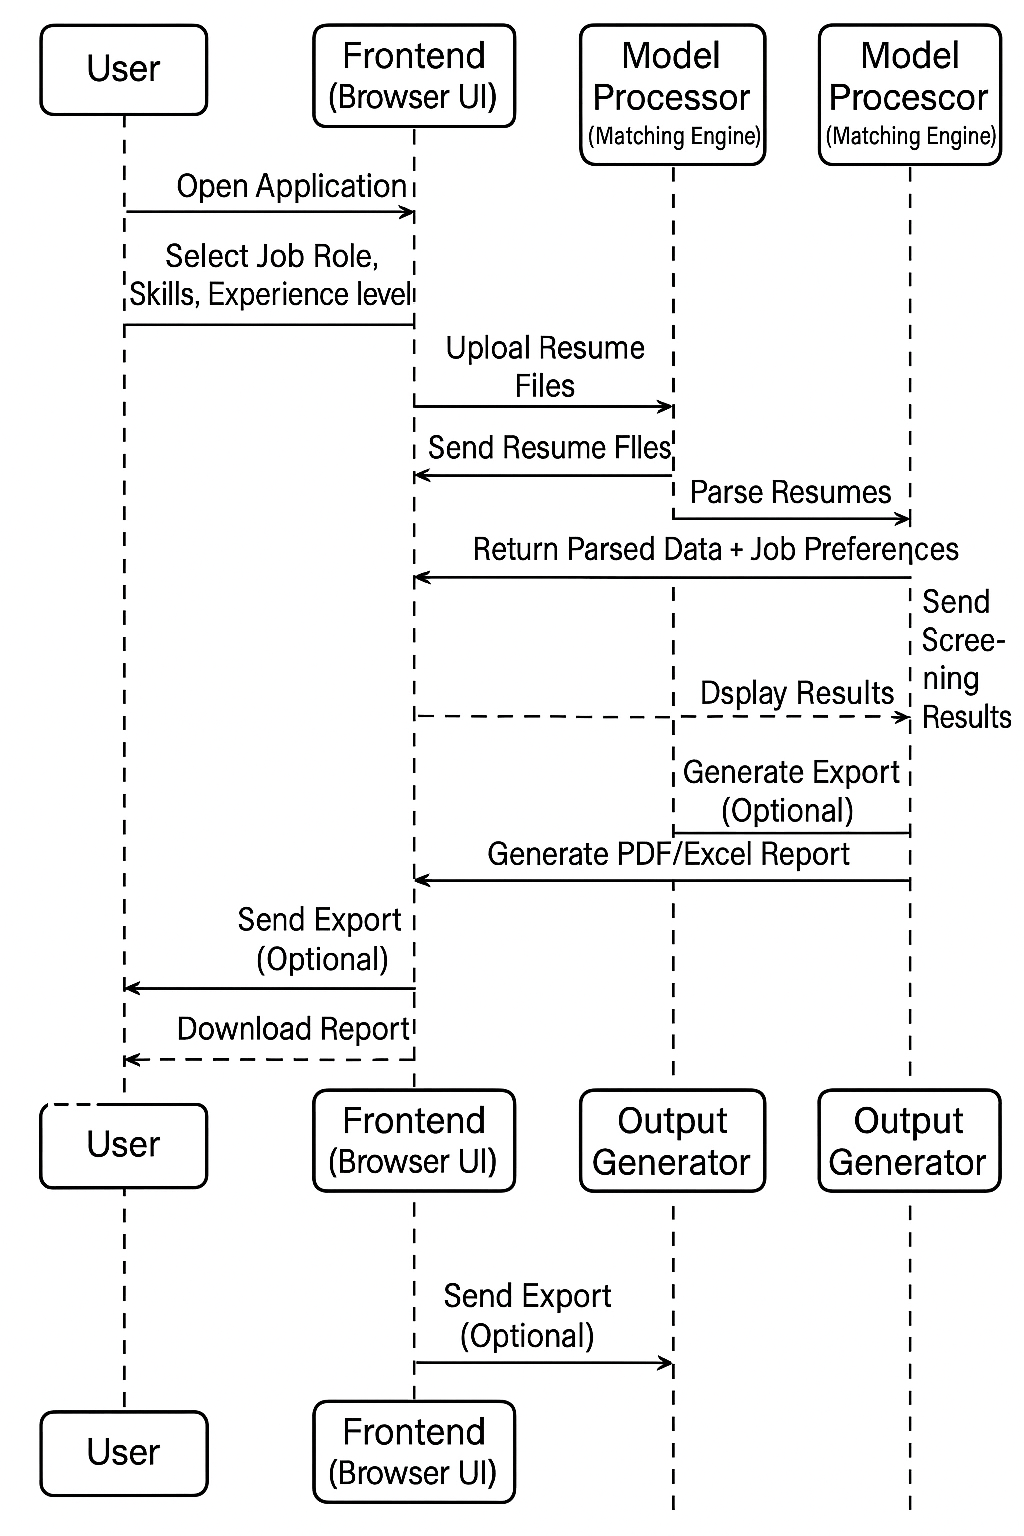 User
Frontend
(Browser UI)
Model
Processor
(Matching Engine)
Model
Procescor
(Matching Engine)
Open Application
Select Job Role,
Skills, Experience level
Uploal Resume
Files
Send Resume FIles
Parse Resumes
Return Parsed Data + Job Preferences
Send
Scree-
ning
Results
Dsplay Results
Generate Export
(Optional)
Generate PDF/Excel Report
Send Export
(Optional)
Download Report
User
Frontend
(Browser UI)
Output
Generator
Output
Generator
Send Export
(Optional)
User
Frontend
(Browser UI)